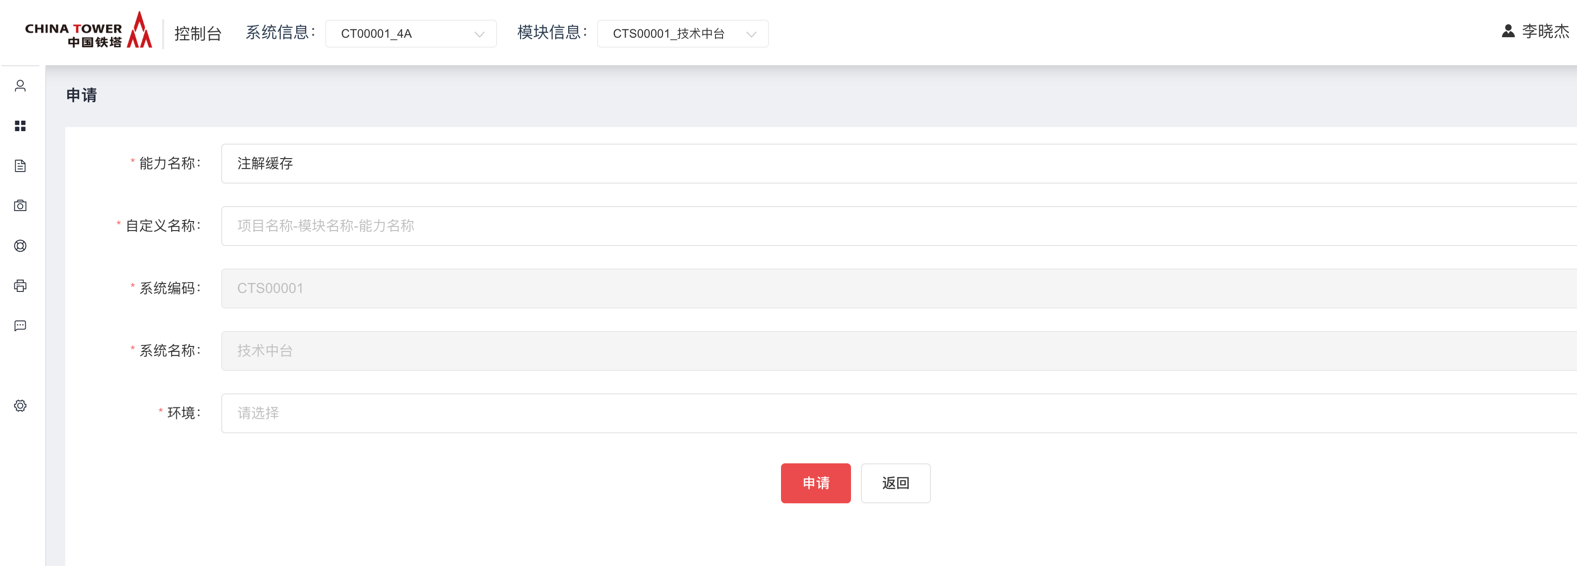 CHINA TOWER
中国铁塔
控制台
系统信息： CT00001_4A
模块信息： CTS00001_技术中台
李晓杰
申请
* 能力名称： 注解缓存
* 自定义名称： 项目名称-模块名称-能力名称
* 系统编码： CTS00001
* 系统名称： 技术中台
* 环境： 请选择
申请
返回